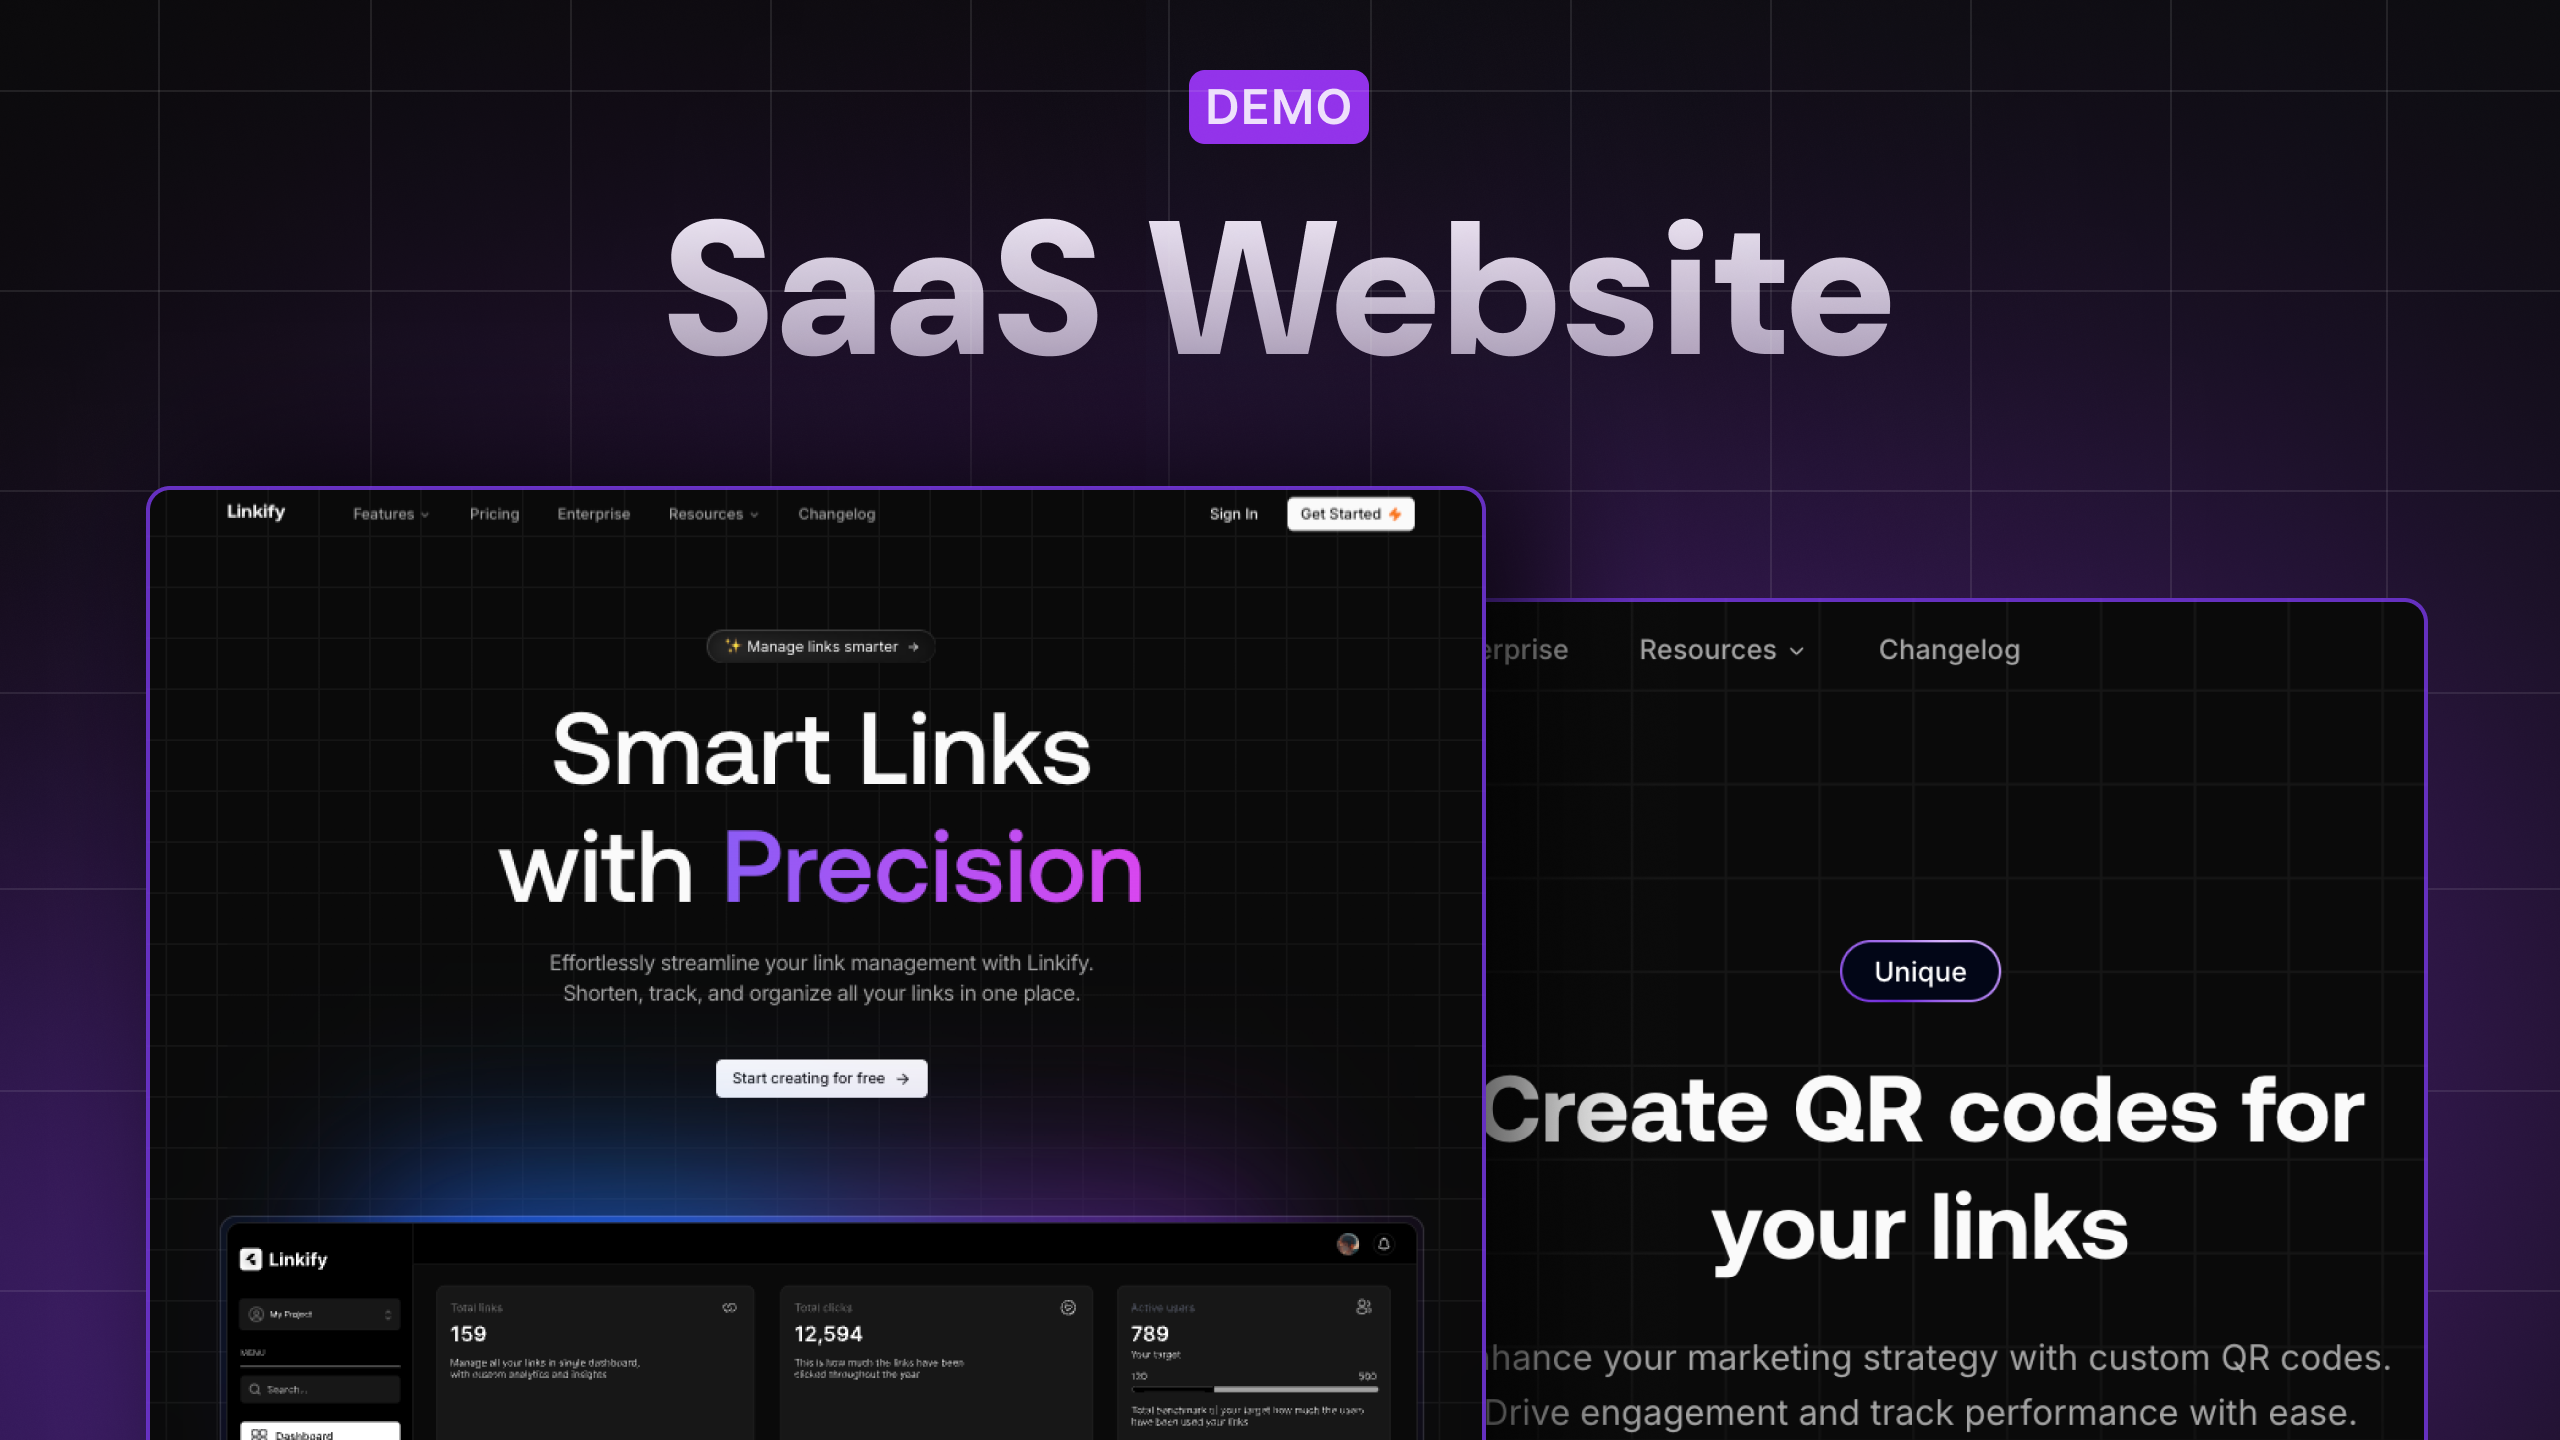 DEMO
SaaS Website
Linkify
Features
Pricing
Enterprise
Resources
Changelog
Sign In
Get Started
Manage links smarter
Smart Links
with Precision
Effortlessly streamline your link management with Linkify.
Shorten, track, and organize all your links in one place.
Start creating for free
Linkify
My Project
MENU
Search...
Dashboard
Total links
159
Manage all your links in single dashboard,
with custom analytics and insights
Total clicks
12,594
This is how much the links have been
clicked throughout the year
Active users
789
Your target
120
500
Total benchmark of your target how much the users
have been used your links
erprise
Resources
Changelog
Unique
Create QR codes for
your links
hance your marketing strategy with custom QR codes.
Drive engagement and track performance with ease.